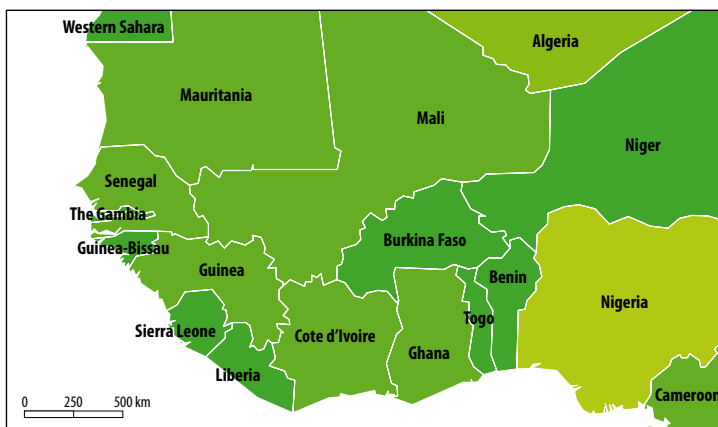 Western Sahara
Algeria
Mauritania
Mali
Niger
Senegal
The Gambia
Burkina Faso
Guinea-Bissau
Guinea
Benin
Nigeria
Togo
Sierra Leone
Cote d'Ivoire
Ghana
Liberia
Cameroon
0 250 500 km